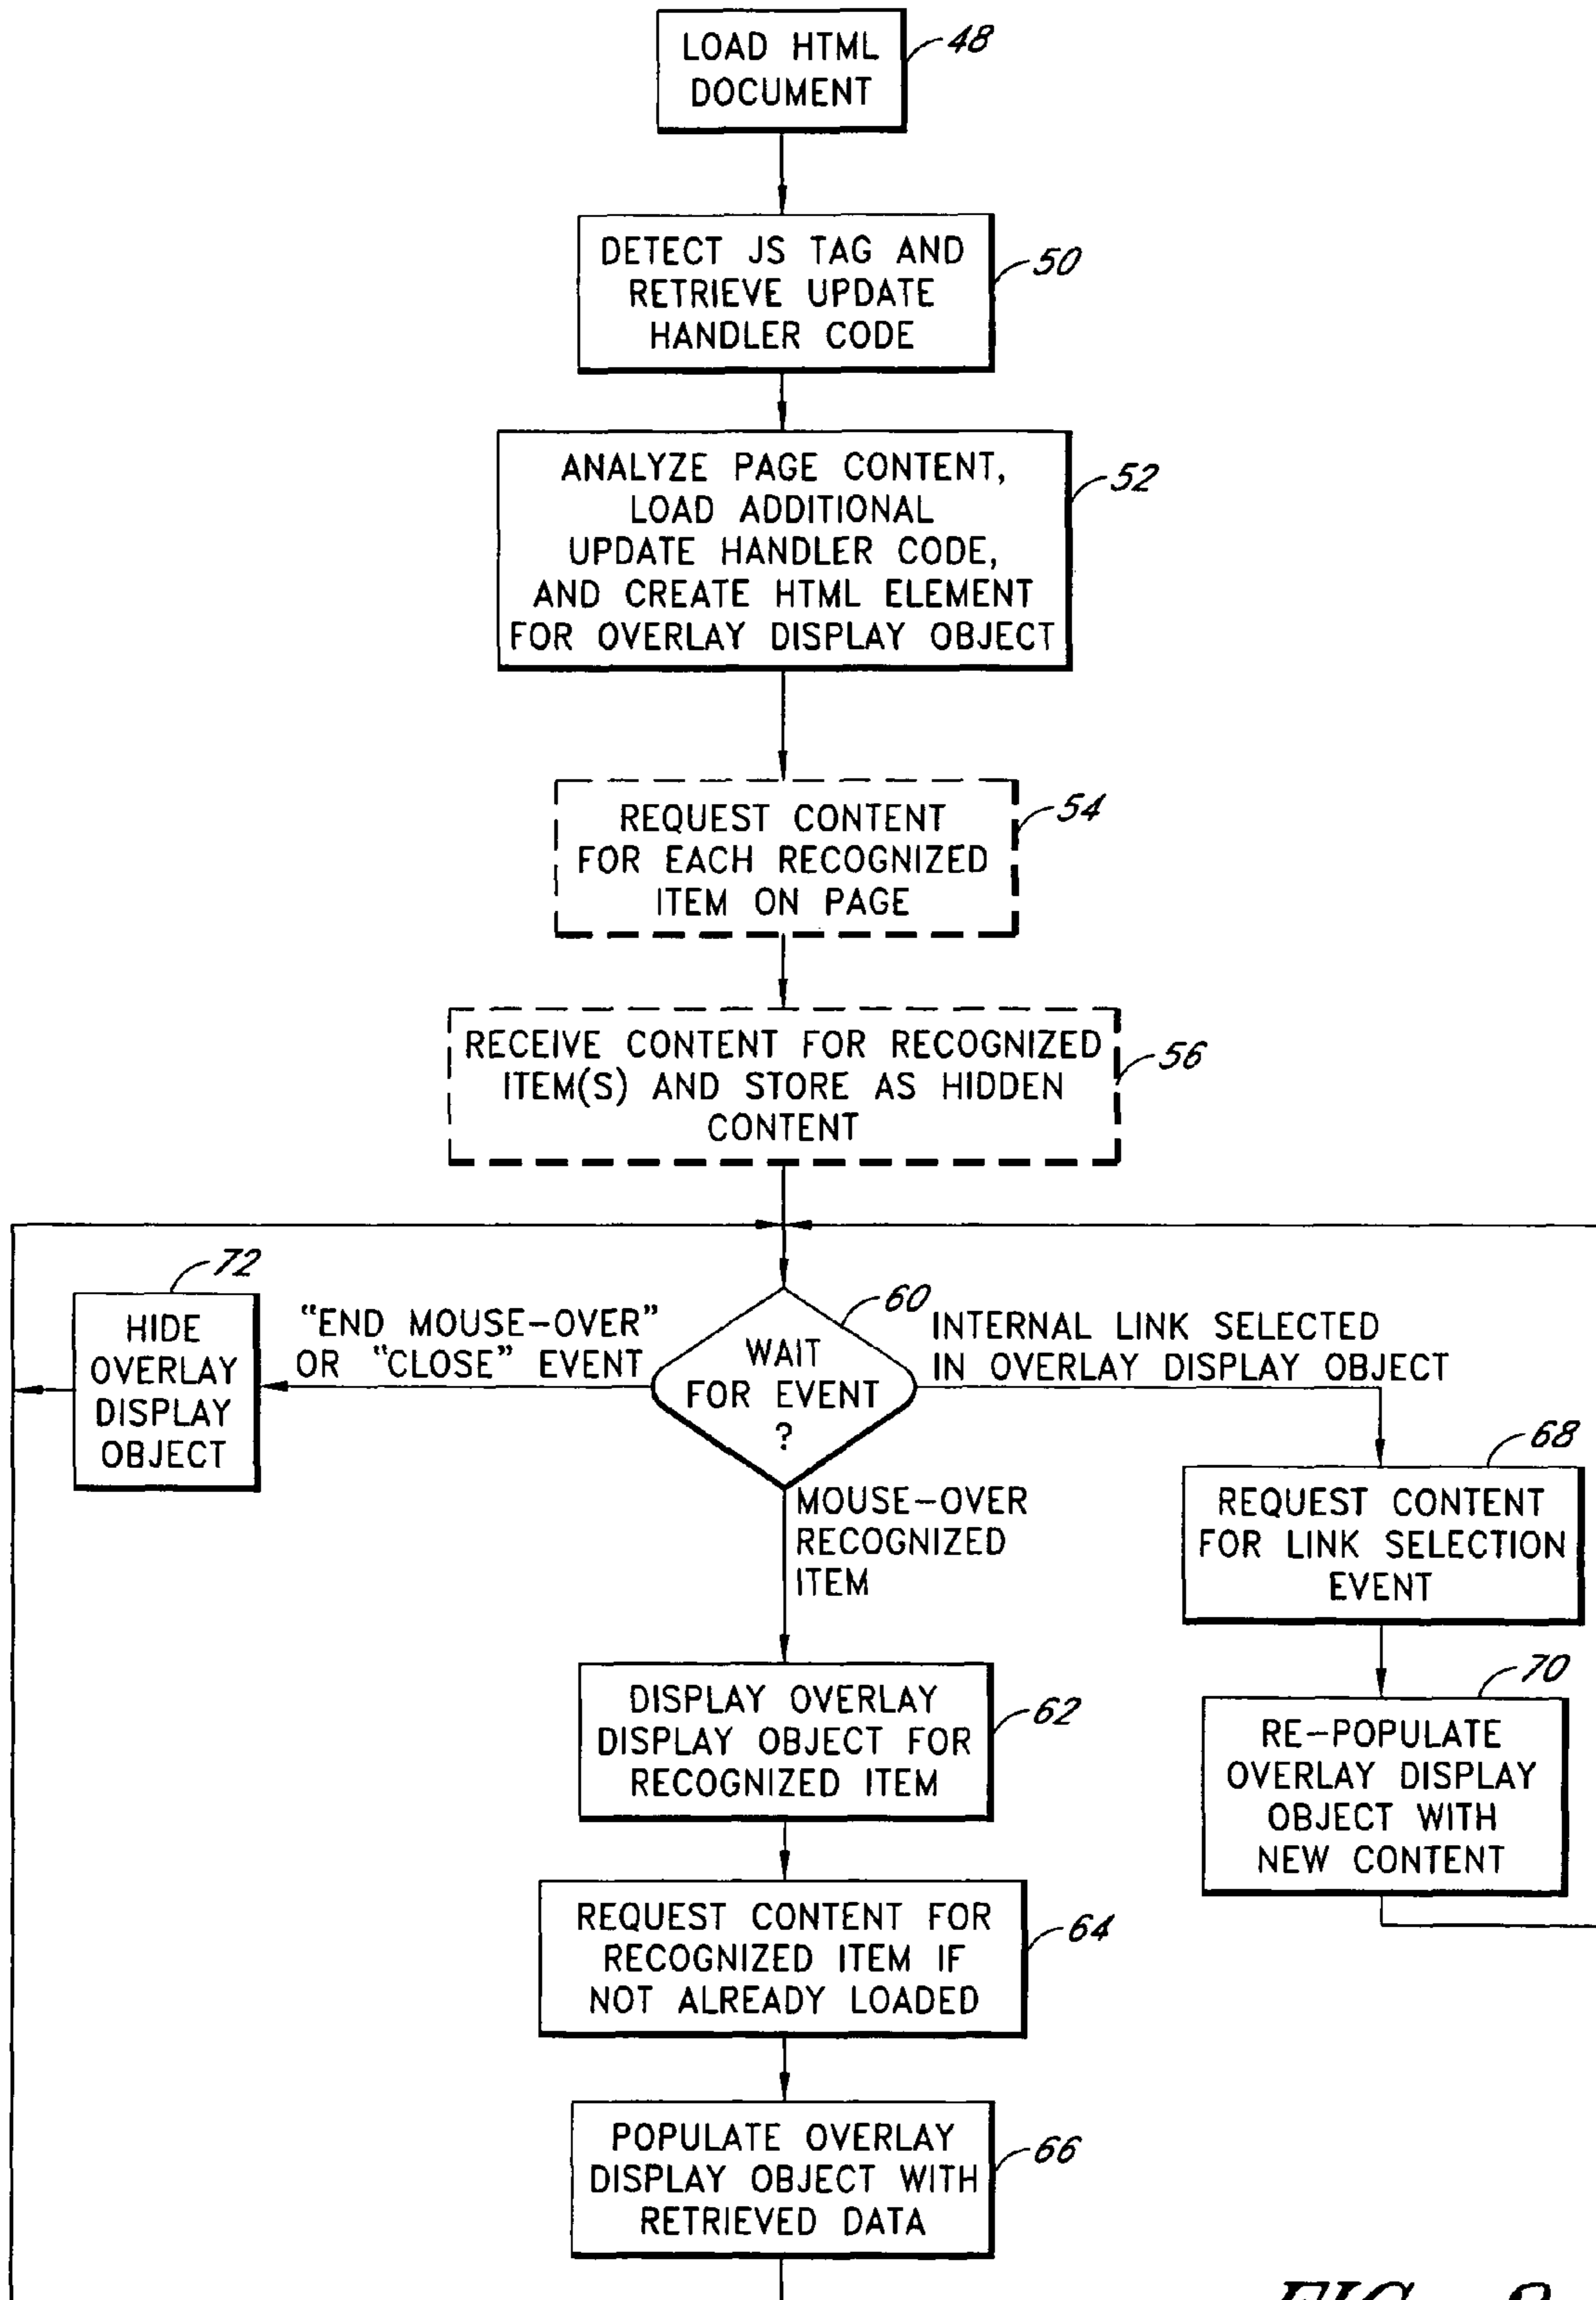 LOAD HTML
DOCUMENT
48
DETECT JS TAG AND
RETRIEVE UPDATE
HANDLER CODE
50
ANALYZE PAGE CONTENT,
LOAD ADDITIONAL
UPDATE HANDLER CODE,
AND CREATE HTML ELEMENT
FOR OVERLAY DISPLAY OBJECT
52
REQUEST CONTENT
FOR EACH RECOGNIZED
ITEM ON PAGE
54
RECEIVE CONTENT FOR RECOGNIZED
ITEM(S) AND STORE AS HIDDEN
CONTENT
56
72
HIDE
OVERLAY
DISPLAY
OBJECT
"END MOUSE-OVER"
OR "CLOSE" EVENT
60
WAIT
FOR EVENT
?
INTERNAL LINK SELECTED
IN OVERLAY DISPLAY OBJECT
MOUSE-OVER
RECOGNIZED
ITEM
68
REQUEST CONTENT
FOR LINK SELECTION
EVENT
70
RE-POPULATE
OVERLAY DISPLAY
OBJECT WITH
NEW CONTENT
DISPLAY OVERLAY
DISPLAY OBJECT FOR
RECOGNIZED ITEM
62
REQUEST CONTENT FOR
RECOGNIZED ITEM IF
NOT ALREADY LOADED
64
POPULATE OVERLAY
DISPLAY OBJECT WITH
RETRIEVED DATA
66